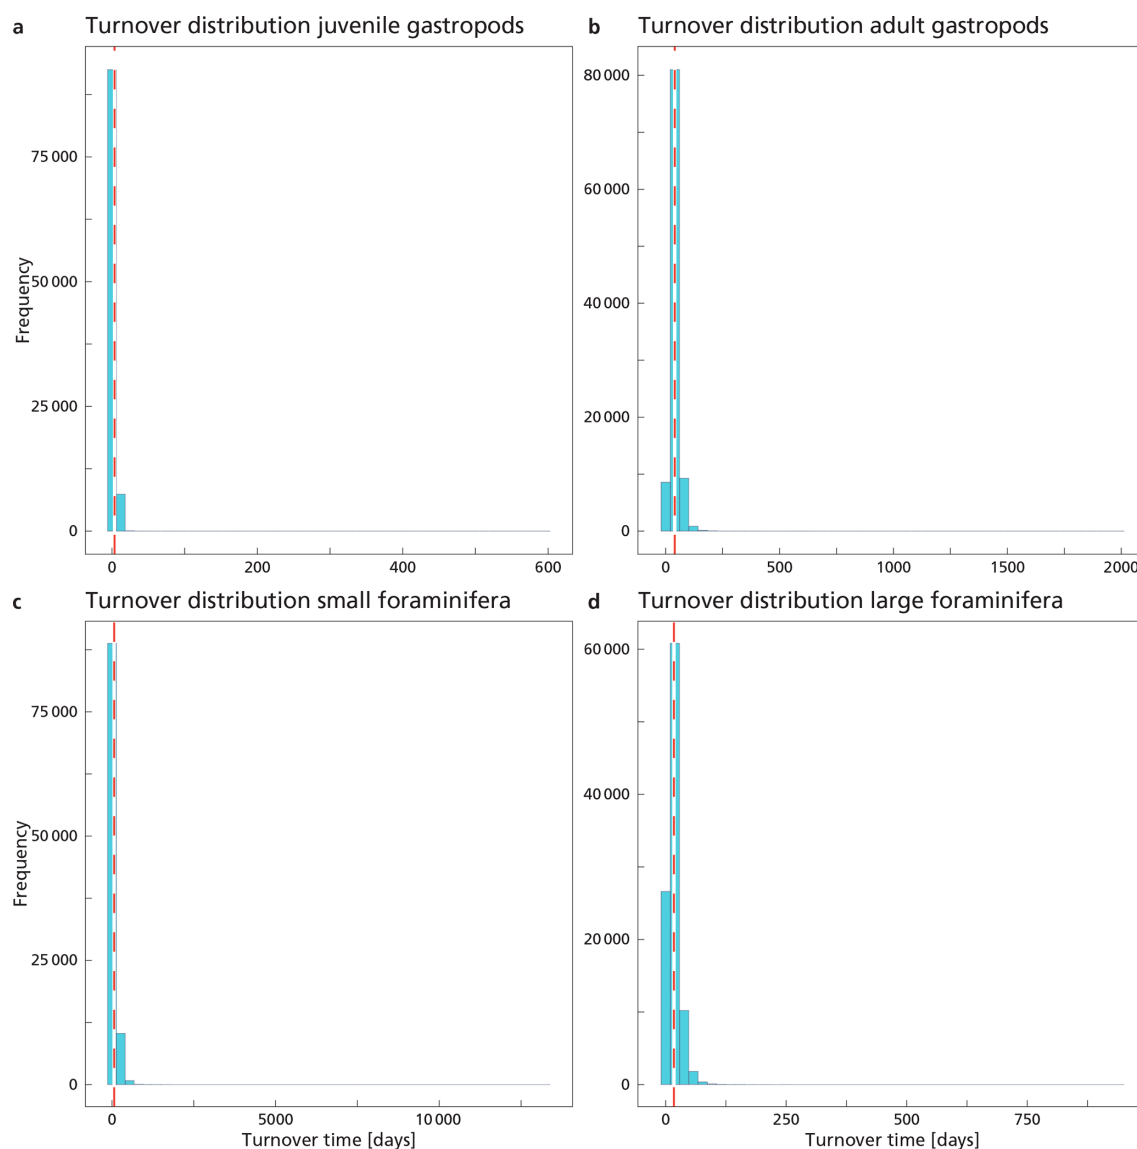 a Turnover distribution juvenile gastropods
Frequency
75 000
50 000
25 000
0
0 200 400 600
b Turnover distribution adult gastropods
80 000
60 000
40 000
20 000
0
0 500 1000 1500 2000
c Turnover distribution small foraminifera
Frequency
75 000
50 000
25 000
0
0 5000 10 000
Turnover time [days]
d Turnover distribution large foraminifera
60 000
40 000
20 000
0
0 250 500 750
Turnover time [days]